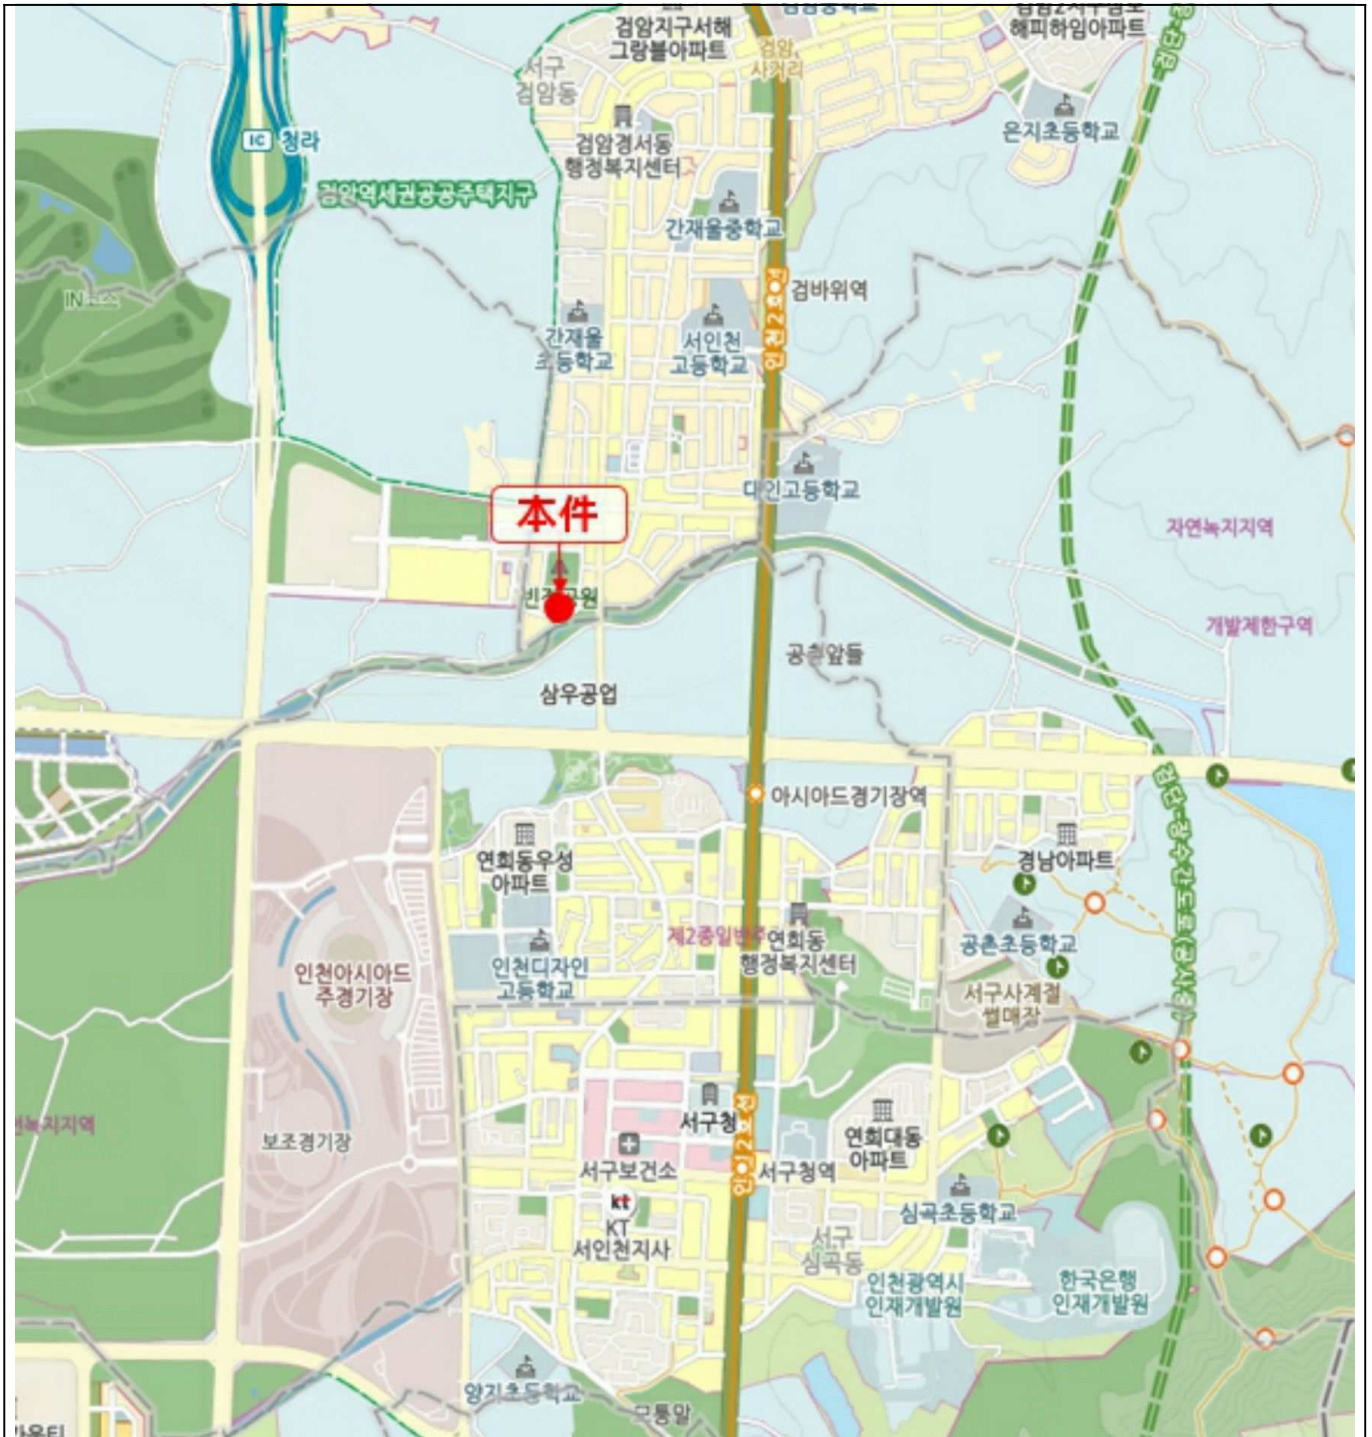 검암지구서해
그랑블아파트
해피하임아파트
검암
사거리
서구
검암동
은지초등학교
IC 청라
검암경서동
행정복지센터
검암역세권공공주택지구
간재울중학교
검바위역
인천2호선
간재울
초등학교
서인천
고등학교
대인고등학교
本件
자연녹지지역
개발제한구역
공촌앞들
삼우공업
아시아드경기장역
연희동우성
아파트
경남아파트
제2종일반주
연희동
행정복지센터
공촌초등학교
인천디자인
고등학교
인천아시아드
주경기장
서구사계절
썰매장
녹지지역
보조경기장
서구청
인천2호선
서구보건소
서구청역
연희대동
아파트
kt
KT
서인천지사
심곡초등학교
서구
심곡동
인천광역시
인재개발원
한국은행
인재개발원
양지초등학교